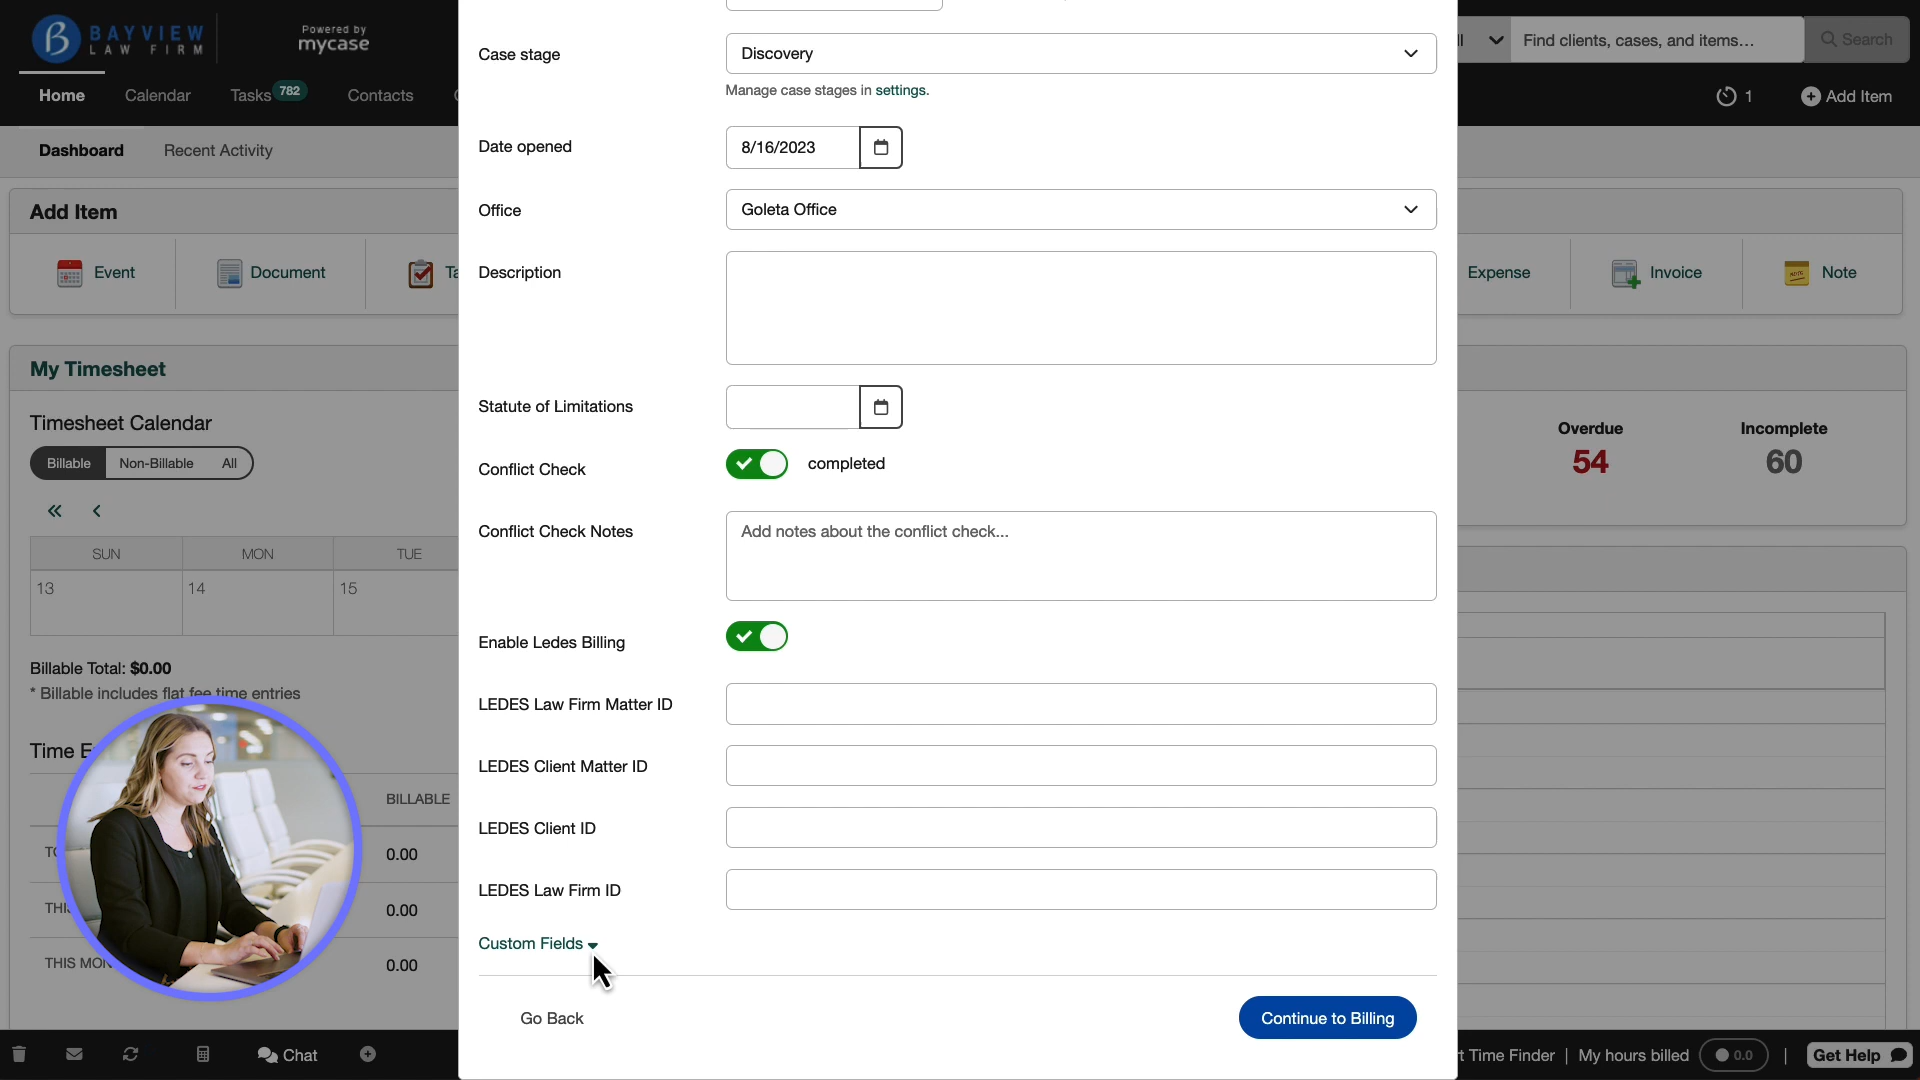 BAYVIEW
LAW FIRM
Powered by
mycase
Find clients, cases, and items...
Search
Home
Calendar
Tasks
782
Contacts
1
Add Item
Dashboard
Recent Activity
Add Item
Event
Document
Expense
Invoice
Note
My Timesheet
Timesheet Calendar
Billable
Non-Billable
All
SUN
MON
TUE
13
14
15
Billable Total: $0.00
* Billable includes flat fee time entries
Time
BILLABLE
0.00
THIS
0.00
THIS MON
0.00
Case stage
Discovery
Manage case stages in settings.
Date opened
8/16/2023
Office
Goleta Office
Description
Statute of Limitations
Conflict Check
completed
Conflict Check Notes
Add notes about the conflict check...
Enable Ledes Billing
LEDES Law Firm Matter ID
LEDES Client Matter ID
LEDES Client ID
LEDES Law Firm ID
Custom Fields
Go Back
Continue to Billing
Overdue
54
Incomplete
60
Chat
Time Finder
My hours billed
0.0
Get Help